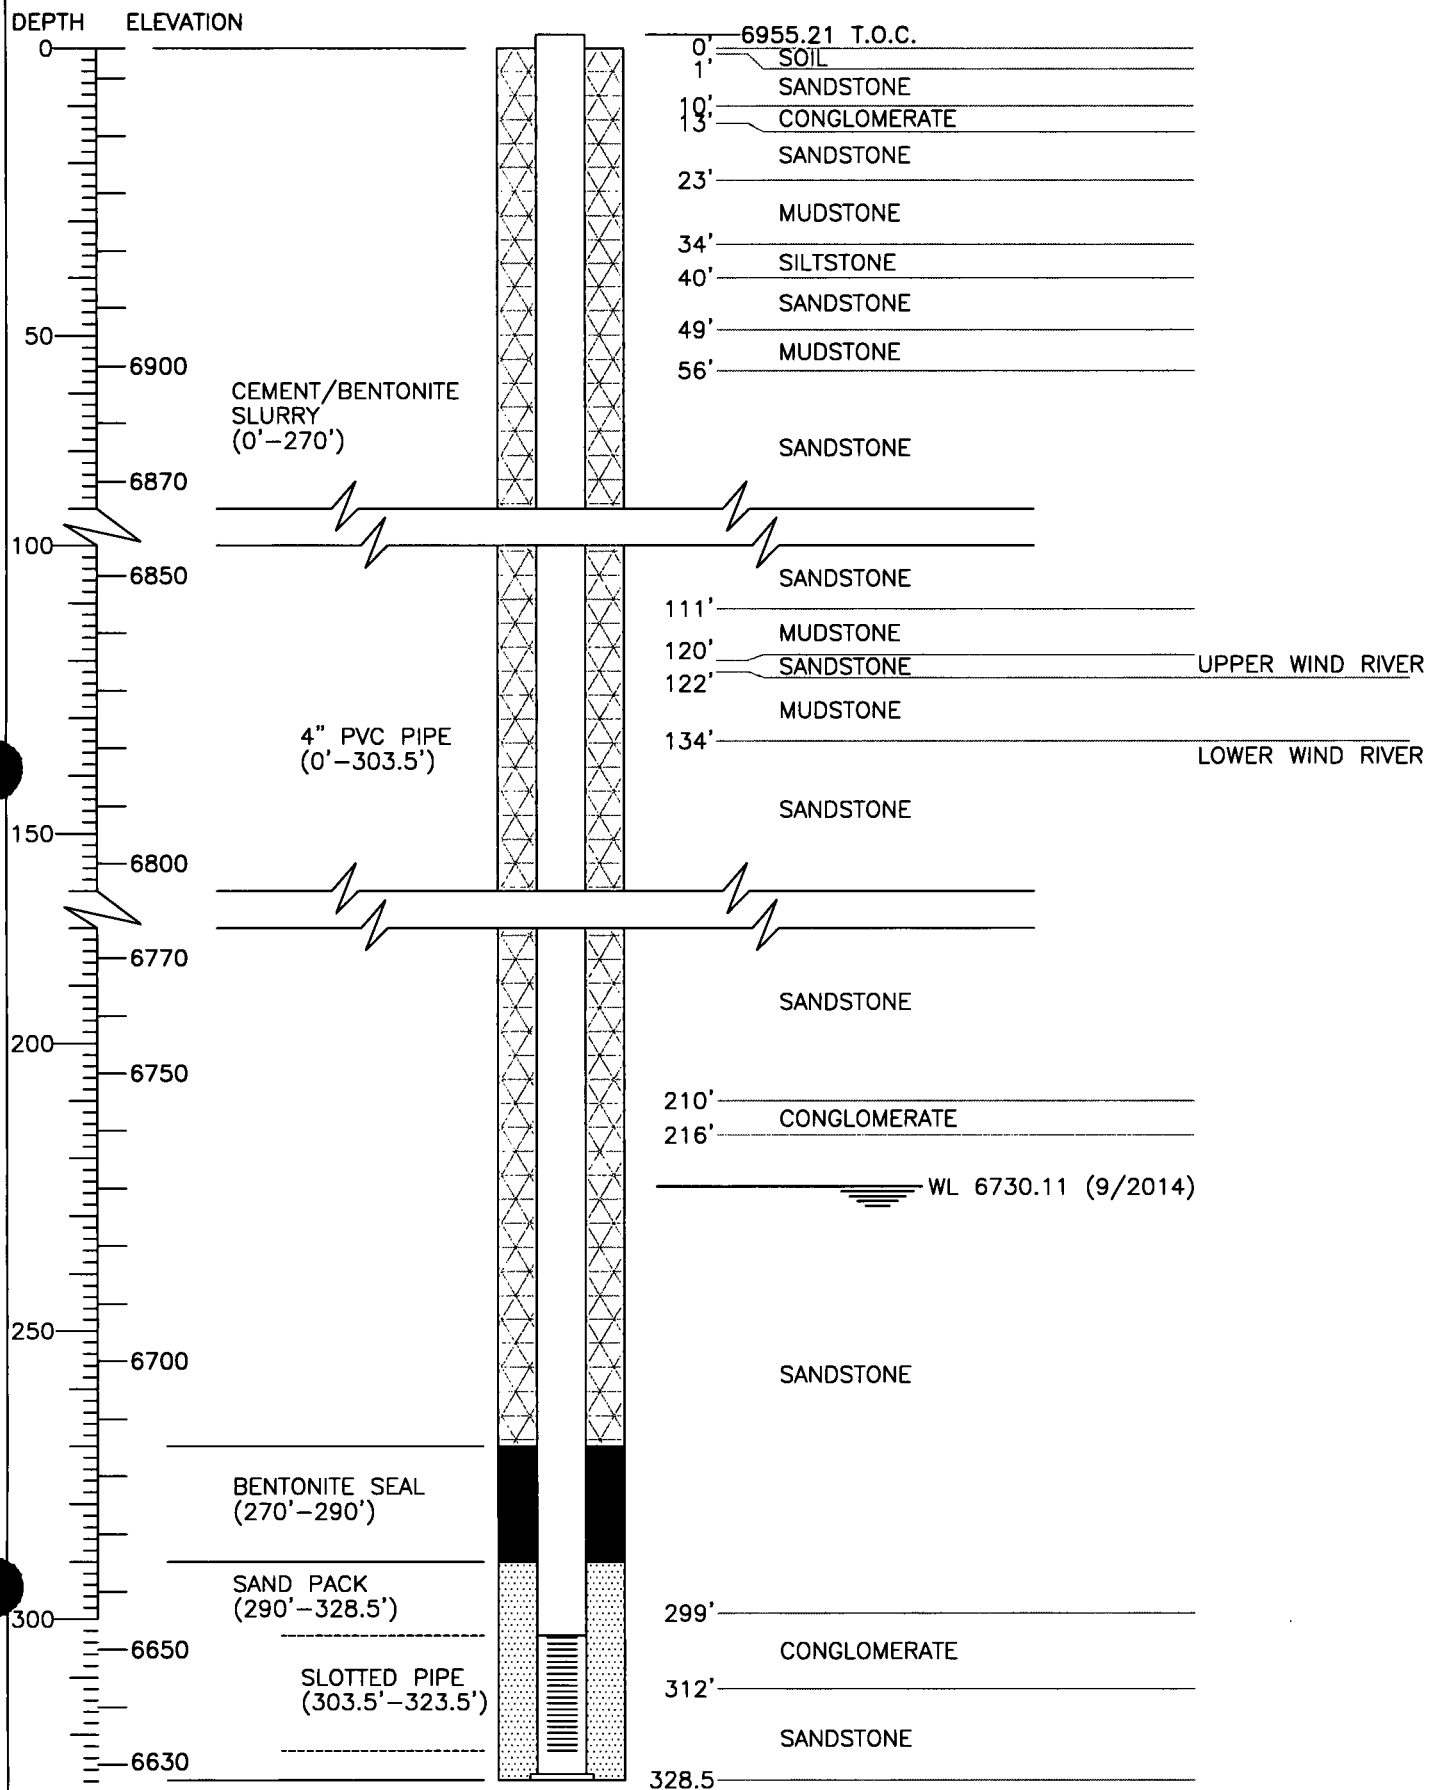 DEPTH ELEVATION
6955.21 T.O.C.
0
0'
SOIL
1'
SANDSTONE
10'
CONGLOMERATE
13'
SANDSTONE
23'
MUDSTONE
34'
SILTSTONE
40'
SANDSTONE
49'
50
MUDSTONE
6900
56'
CEMENT/BENTONITE
SLURRY
(0'-270')
SANDSTONE
6870
100
6850
SANDSTONE
111'
MUDSTONE
120'
SANDSTONE
UPPER WIND RIVER
122'
MUDSTONE
4" PVC PIPE
(0'-303.5')
134'
LOWER WIND RIVER
SANDSTONE
150
6800
6770
SANDSTONE
200
6750
210'
CONGLOMERATE
216'
WL 6730.11 (9/2014)
250
6700
SANDSTONE
BENTONITE SEAL
(270'-290')
SAND PACK
(290'-328.5')
300
299'
6650
CONGLOMERATE
SLOTTED PIPE
(303.5'-323.5')
312'
SANDSTONE
6630
328.5